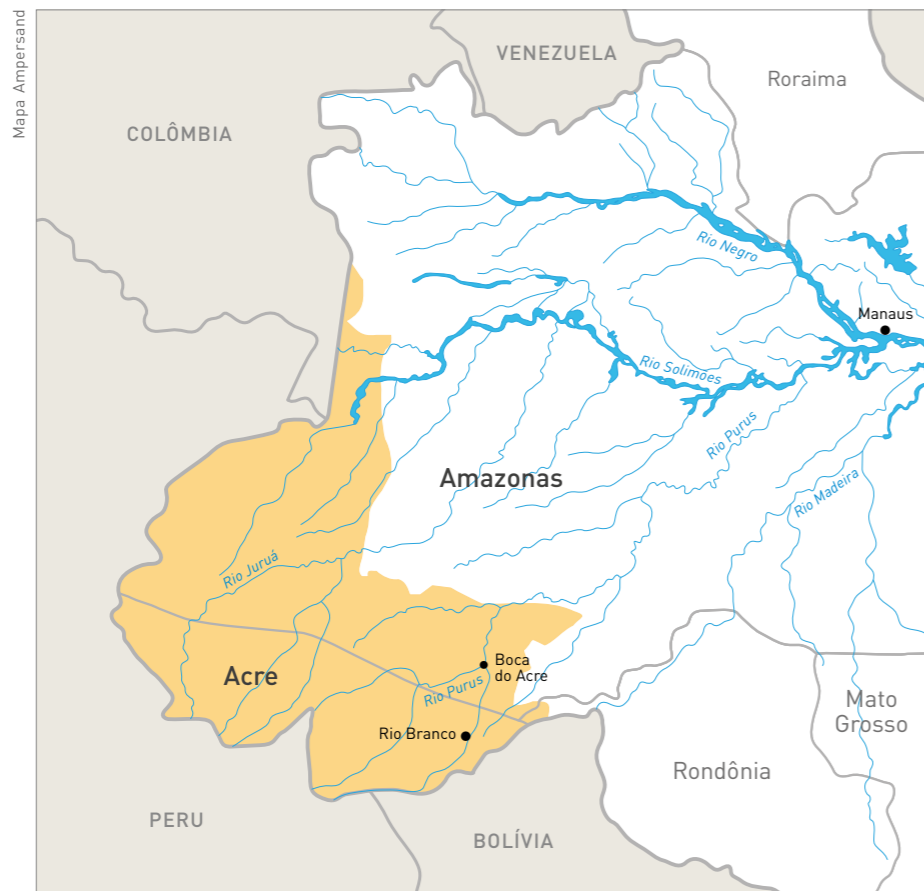 Mapa Ampersand
VENEZUELA
Roraima
COLÔMBIA
Rio Negro
Manaus
Rio Solimões
Rio Purus
Amazonas
Rio Madeira
Rio Juruá
Boca
do Acre
Acre
Rio Purus
Mato
Grosso
Rio Branco
Rondônia
PERU
BOLÍVIA